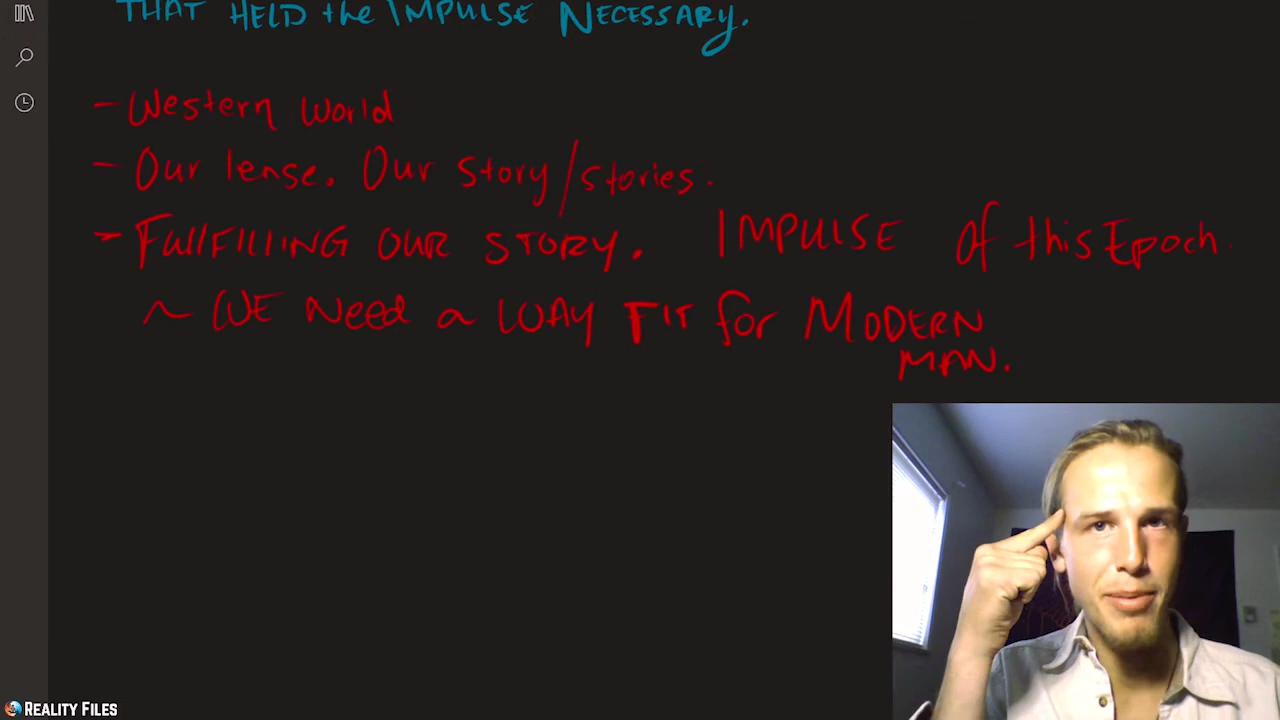 THAT HELD the IMPULSE NECESSARY.
- Western World
- Our lense. Our story/stories.
- FullFILLING OUR STORY. IMPULSE of this Epoch.
~ WE Need a WAY FIT for MODERN
MAN.
REALITY FILES